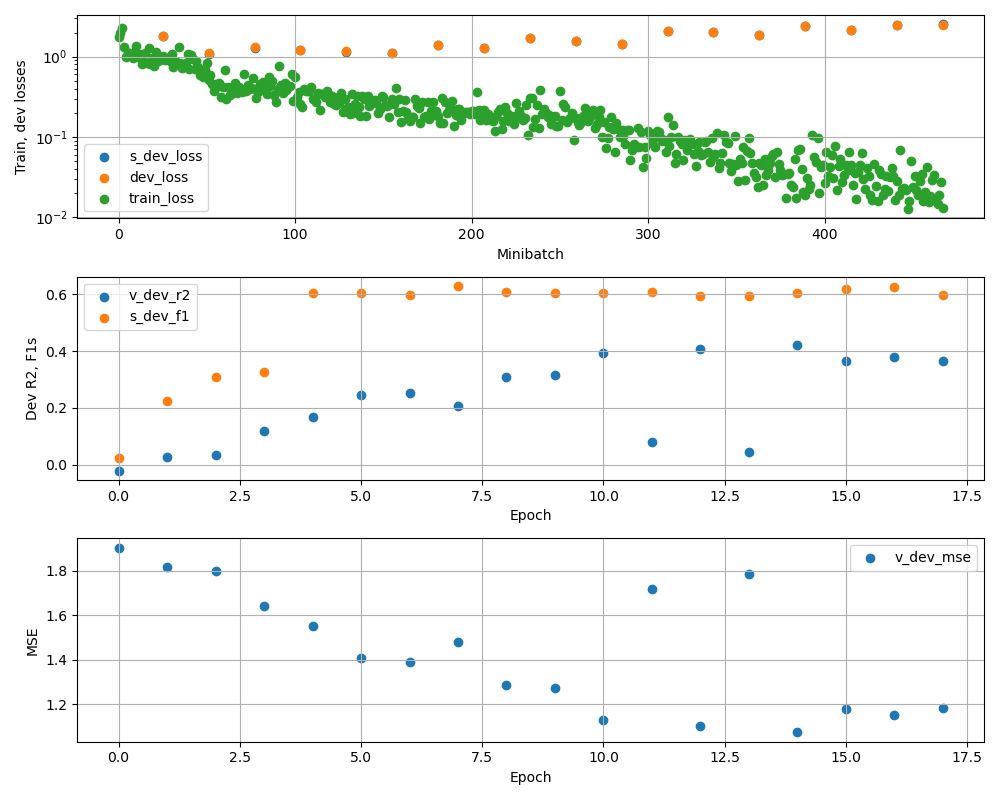 10⁰
10⁻¹
10⁻²
Train, dev losses
s_dev_loss
dev_loss
train_loss
0 100 200 300 400
Minibatch
0.6
0.4
0.2
0.0
Dev R2, F1s
v_dev_r2
s_dev_f1
0.0 2.5 5.0 7.5 10.0 12.5 15.0 17.5
Epoch
1.8
1.6
1.4
1.2
MSE
v_dev_mse
0.0 2.5 5.0 7.5 10.0 12.5 15.0 17.5
Epoch